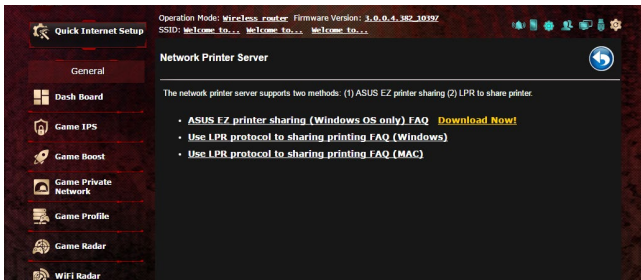 Quick Internet Setup
Operation Mode: Wireless router Firmware Version: 3.0.0.4.382_10397
SSID: Welcome to... Welcome to... Welcome to...
General
Dash Board
Game IPS
Game Boost
Game Private
Network
Game Profile
Game Radar
WiFi Radar
Network Printer Server
The network printer server supports two methods: (1) ASUS EZ printer sharing (2) LPR to share printer.
• ASUS EZ printer sharing (Windows OS only) FAQ Download Now!
• Use LPR protocol to sharing printing FAQ (Windows)
• Use LPR protocol to sharing printing FAQ (MAC)